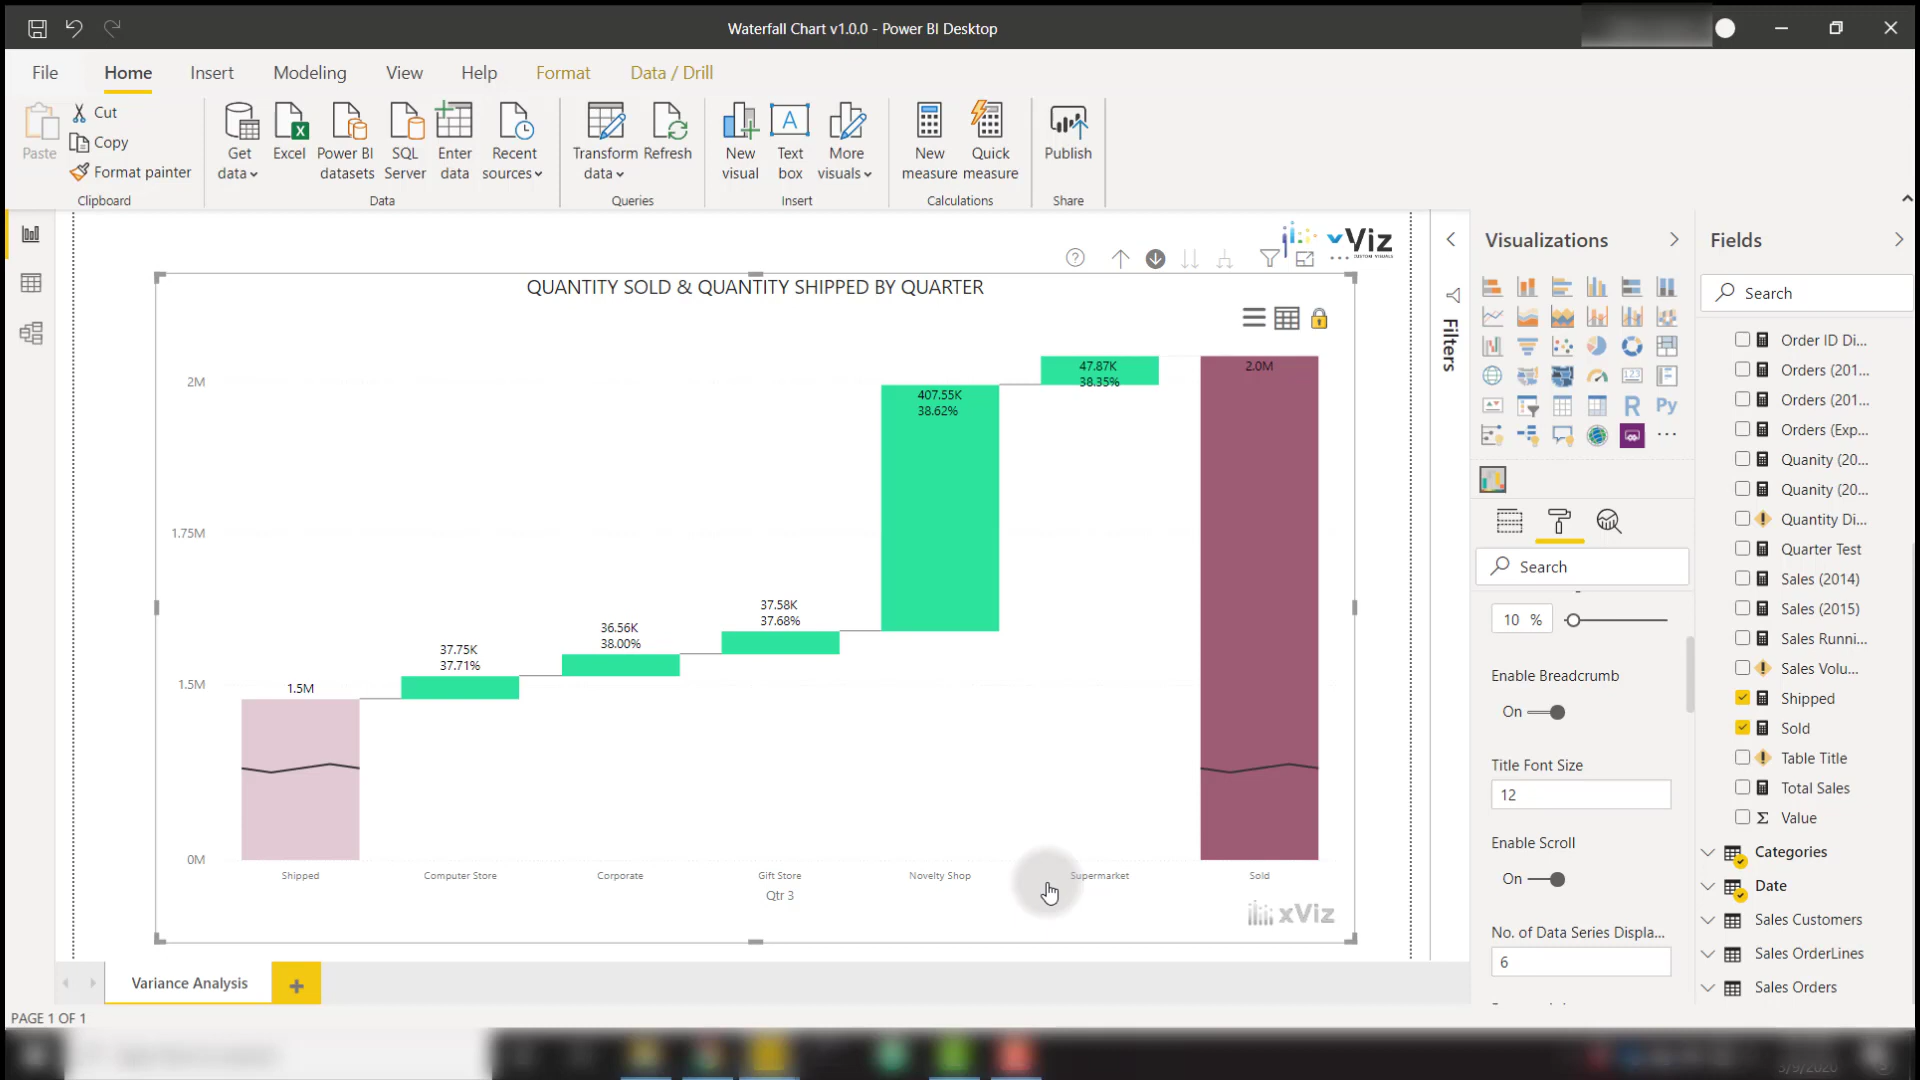 Waterfall Chart v1.0.0 - Power BI Desktop
File Home Insert Modeling View Help Format Data / Drill
Paste
Cut
Copy
Format painter
Clipboard
Get data
Excel
Power BI datasets
SQL Server
Enter data
Recent sources
Data
Transform data
Refresh
Queries
New visual
Text box
More visuals
Insert
New measure
Quick measure
Calculations
Publish
Share
xViz
CUSTOM VISUALS
QUANTITY SOLD & QUANTITY SHIPPED BY QUARTER
2M
1.75M
1.5M
0M
1.5M
37.75K
37.71%
36.56K
38.00%
37.58K
37.68%
407.55K
38.62%
47.87K
38.35%
2.0M
Shipped
Computer Store
Corporate
Gift Store
Novelty Shop
Supermarket
Sold
Qtr 3
xViz
Variance Analysis
PAGE 1 OF 1
Filters
Visualizations
123
R
Py
Search
10 %
Enable Breadcrumb
On
Title Font Size
12
Enable Scroll
On
No. of Data Series Displa...
6
Fields
Search
Order ID Di...
Orders (201...
Orders (201...
Orders (Exp...
Quanity (20...
Quanity (20...
Quantity Di...
Quarter Test
Sales (2014)
Sales (2015)
Sales Runni...
Sales Volu...
Shipped
Sold
Table Title
Total Sales
Value
Categories
Date
Sales Customers
Sales OrderLines
Sales Orders